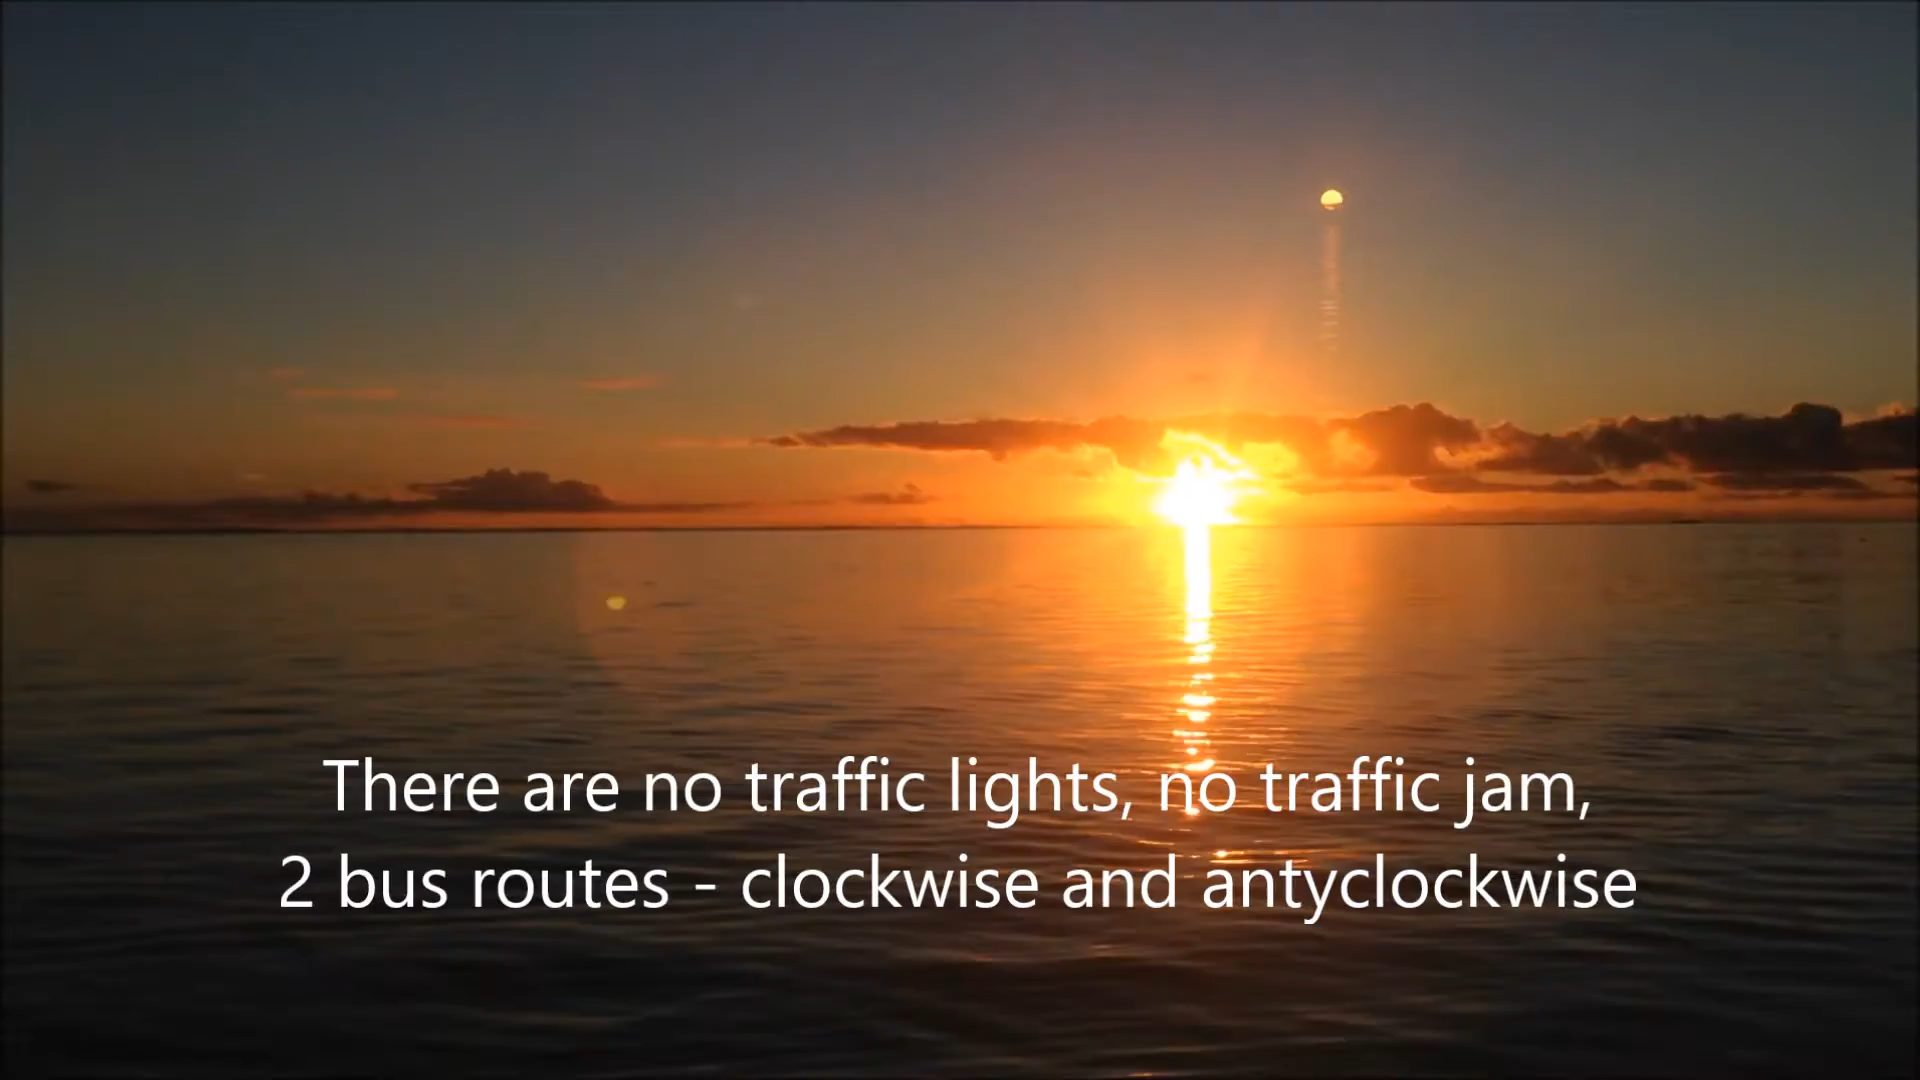 There are no traffic lights, no traffic jam,
2 bus routes - clockwise and antyclockwise